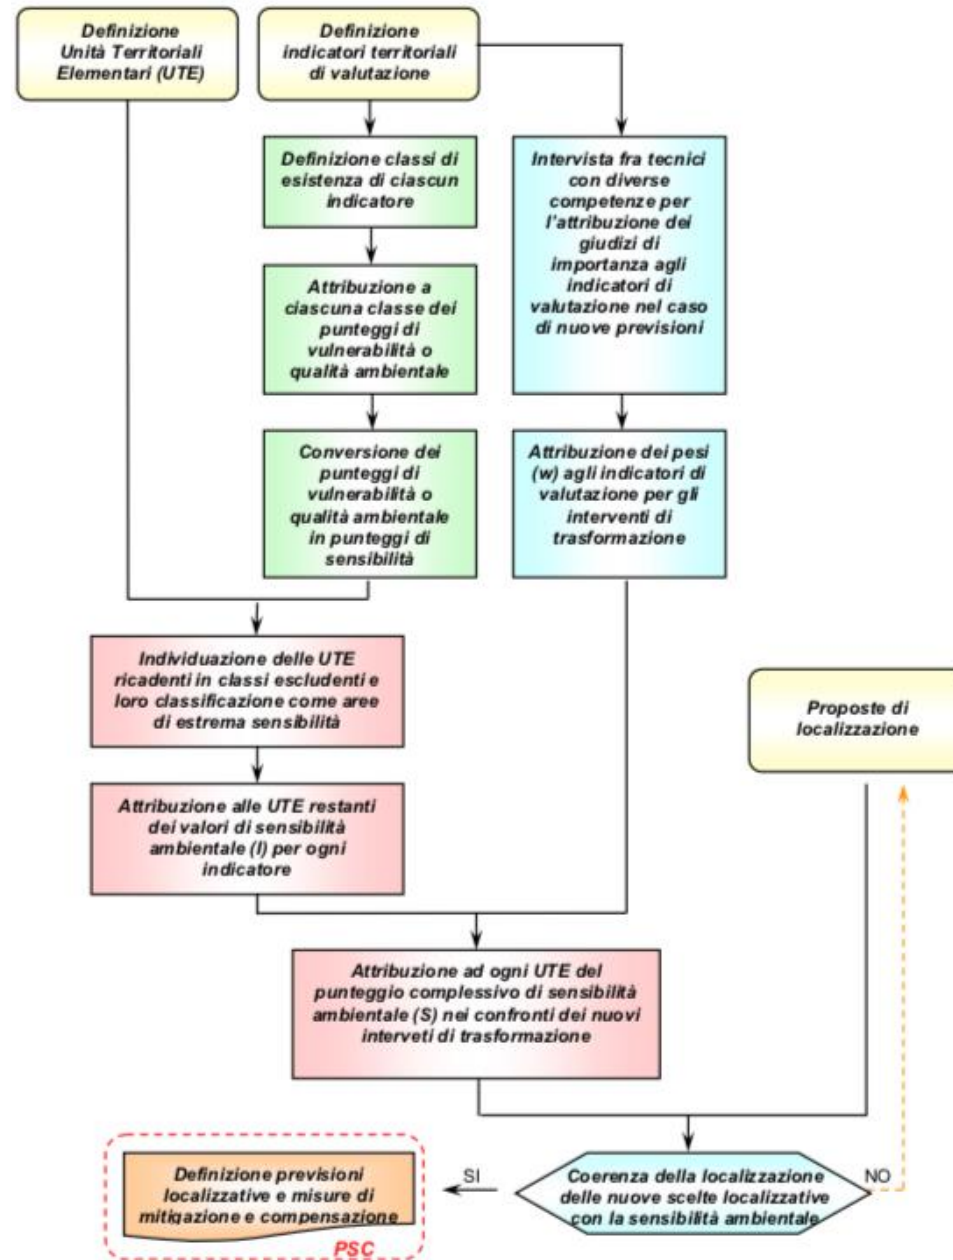 Definizione
Unità Territoriali
Elementari (UTE)
Definizione
indicatori territoriali
di valutazione
Definizione classi di
esistenza di ciascun
indicatore
Intervista fra tecnici
con diverse
competenze per
l'attribuzione dei
giudizi di
importanza agli
indicatori di
valutazione nel caso
di nuove previsioni
Attribuzione a
ciascuna classe dei
punteggi di
vulnerabilità o
qualità ambientale
Conversione dei
punteggi di
vulnerabilità o
qualità ambientale
in punteggi di
sensibilità
Attribuzione dei pesi
(w) agli indicatori di
valutazione per gli
interventi di
trasformazione
Individuazione delle UTE
ricadenti in classi escludenti e
loro classificazione come aree
di estrema sensibilità
Proposte di
localizzazione
Attribuzione alle UTE restanti
dei valori di sensibilità
ambientale (I) per ogni
indicatore
Attribuzione ad ogni UTE del
punteggio complessivo di sensibilità
ambientale (S) nei confronti dei nuovi
interveti di trasformazione
Coerenza della localizzazione
delle nuove scelte localizzative
con la sensibilità ambientale
NO
SI
Definizione previsioni
localizzative e misure di
mitigazione e compensazione
PSC